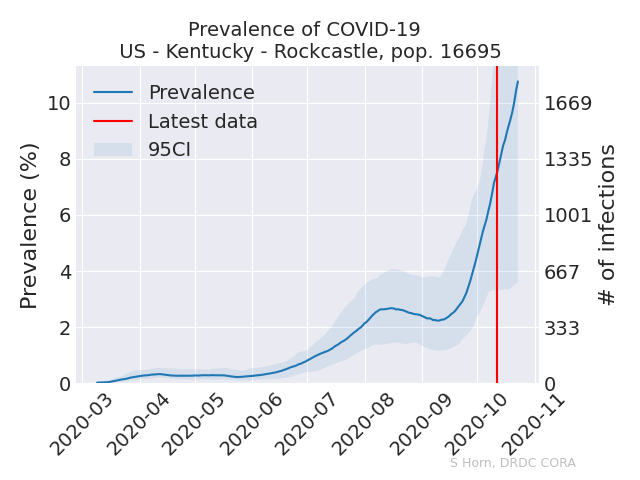 Prevalence of COVID-19
US - Kentucky - Rockcastle, pop. 16695
Prevalence
Latest data
95CI
Prevalence (%)
10
8
6
4
2
0
1669
1335
1001
667
333
0
# of infections
2020-03
2020-04
2020-05
2020-06
2020-07
2020-08
2020-09
2020-10
2020-11
S Horn, DRDC CORA